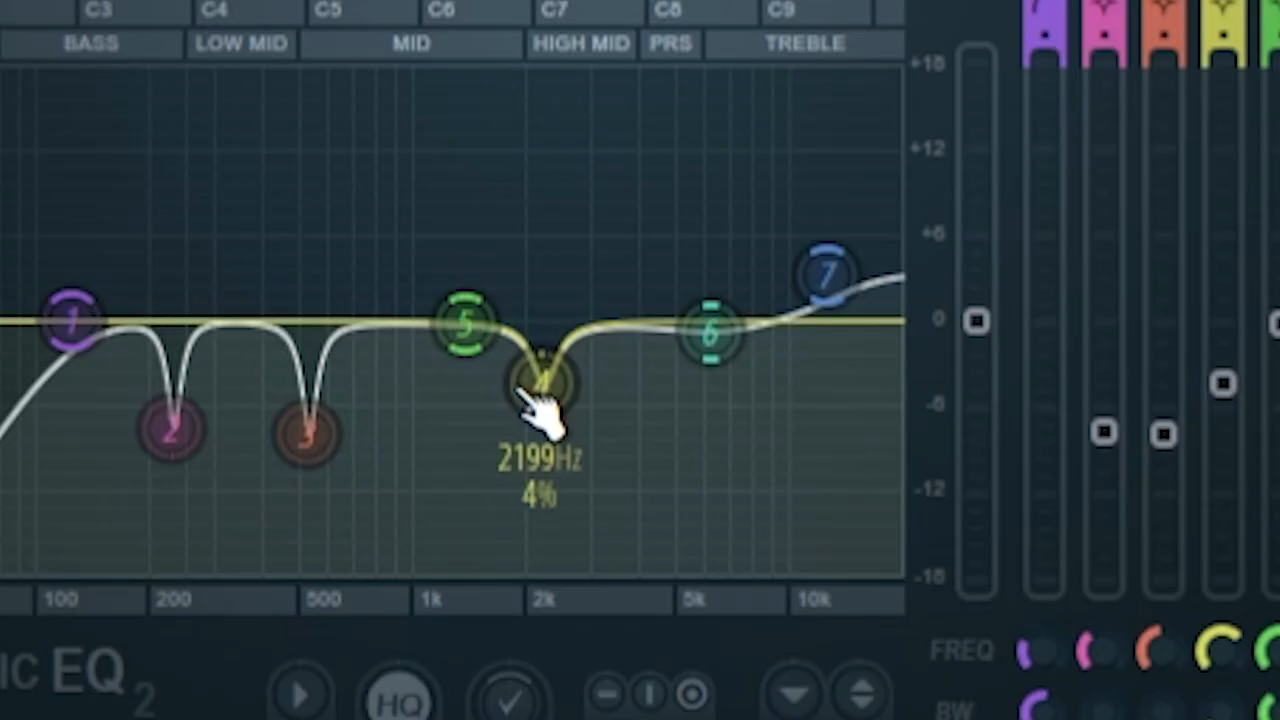 C3 C4 C5 C6 C7 C8 C9
BASS LOW MID MID HIGH MID PRS TREBLE
+18
+12
+6
0
-6
-12
-18
1 2 3 5 4 6 7
2199Hz
4%
100 200 500 1k 2k 5k 10k
IC EQ 2
HQ
FREQ
BW